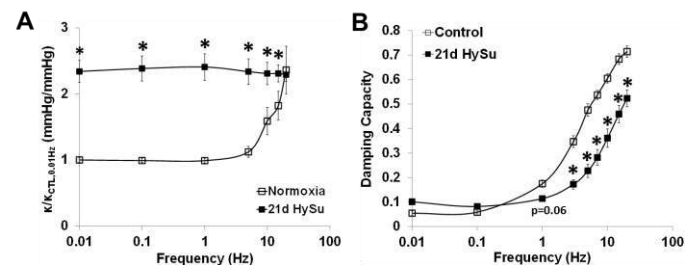 A
K/K_CTL,0.01Hz (mmHg/mmHg)
3
2
1
0
* * * * * *
Normoxia
21d HySu
0.01 0.1 1 10 100
Frequency (Hz)
B
Damping Capacity
0.8
0.7
0.6
0.5
0.4
0.3
0.2
0.1
0
Control
21d HySu
* * * * * *
p=0.06
0.01 0.1 1 10 100
Frequency (Hz)